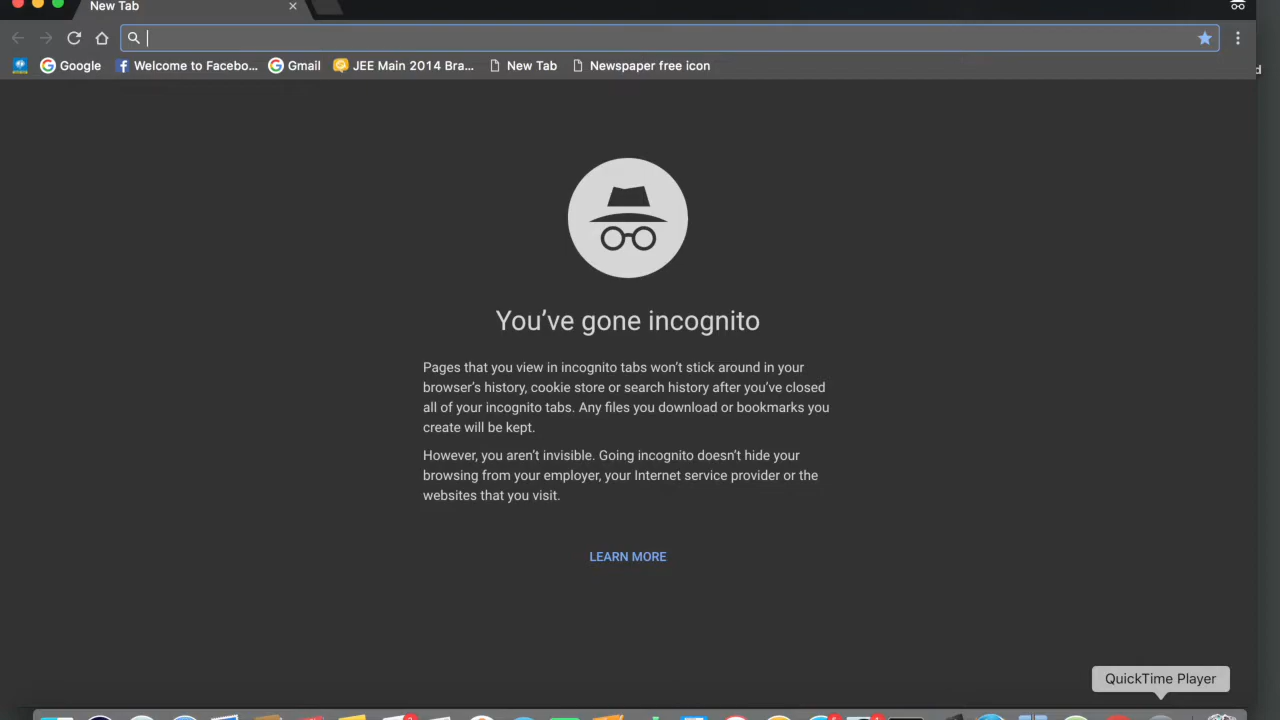 New Tab
Google
Welcome to Facebo...
Gmail
JEE Main 2014 Bra...
New Tab
Newspaper free icon
d
You've gone incognito
Pages that you view in incognito tabs won't stick around in your
browser's history, cookie store or search history after you've closed
all of your incognito tabs. Any files you download or bookmarks you
create will be kept.
However, you aren't invisible. Going incognito doesn't hide your
browsing from your employer, your Internet service provider or the
websites that you visit.
LEARN MORE
QuickTime Player